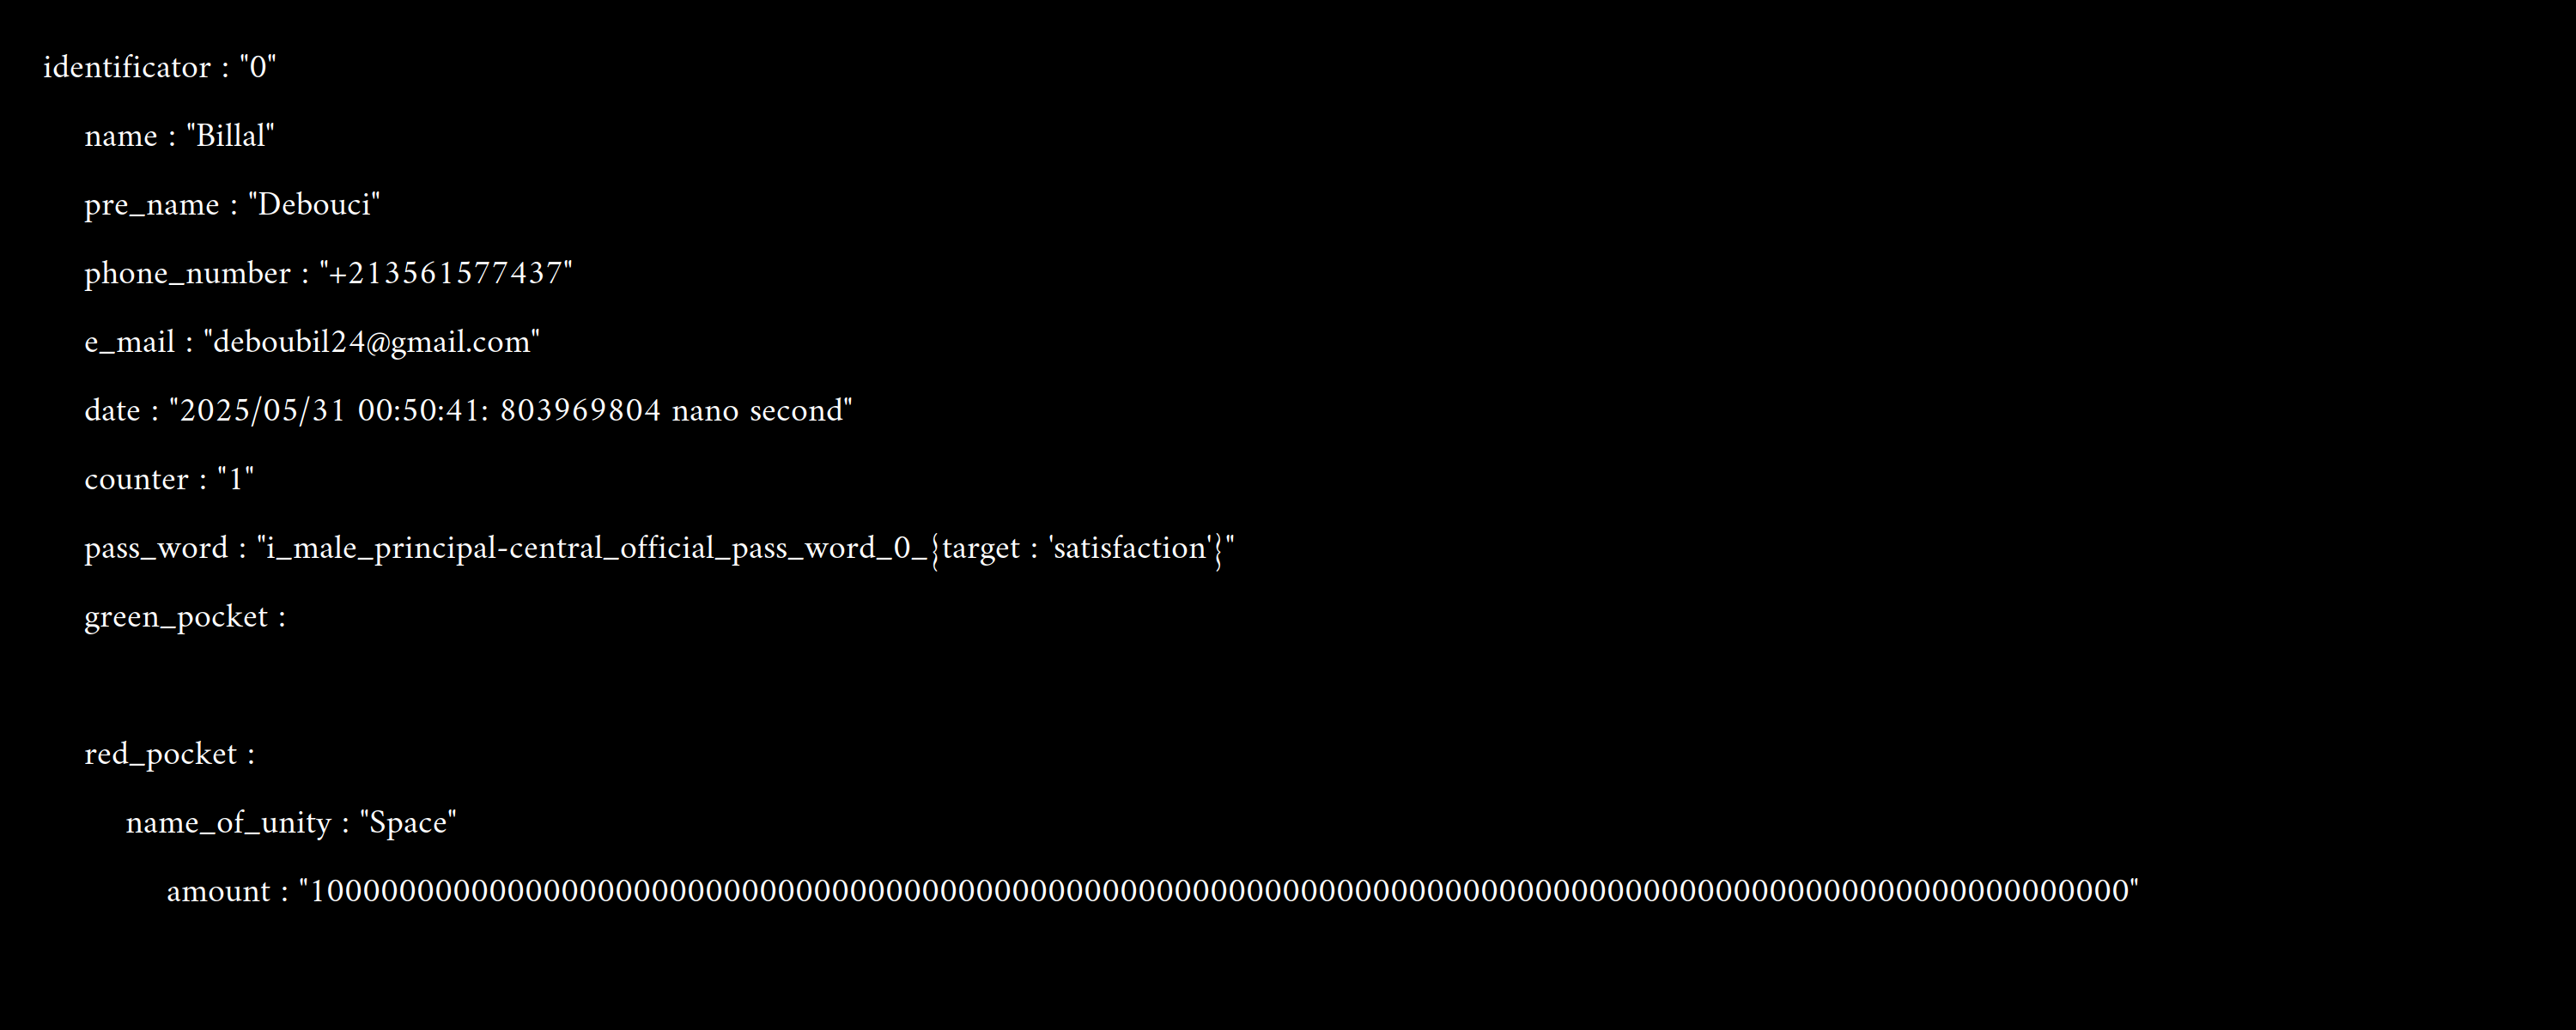 identificator : "0"
name : "Billal"
pre_name : "Debouci"
phone_number : "+213561577437"
e_mail : "deboubil24@gmail.com"
date : "2025/05/31 00:50:41: 803969804 nano second"
counter : "1"
pass_word : "i_male_principal-central_official_pass_word_0_{target : 'satisfaction'}"
green_pocket :
red_pocket :
name_of_unity : "Space"
amount : "10000000000000000000000000000000000000000000000000000000000000000000000000000000000000000000000000000"